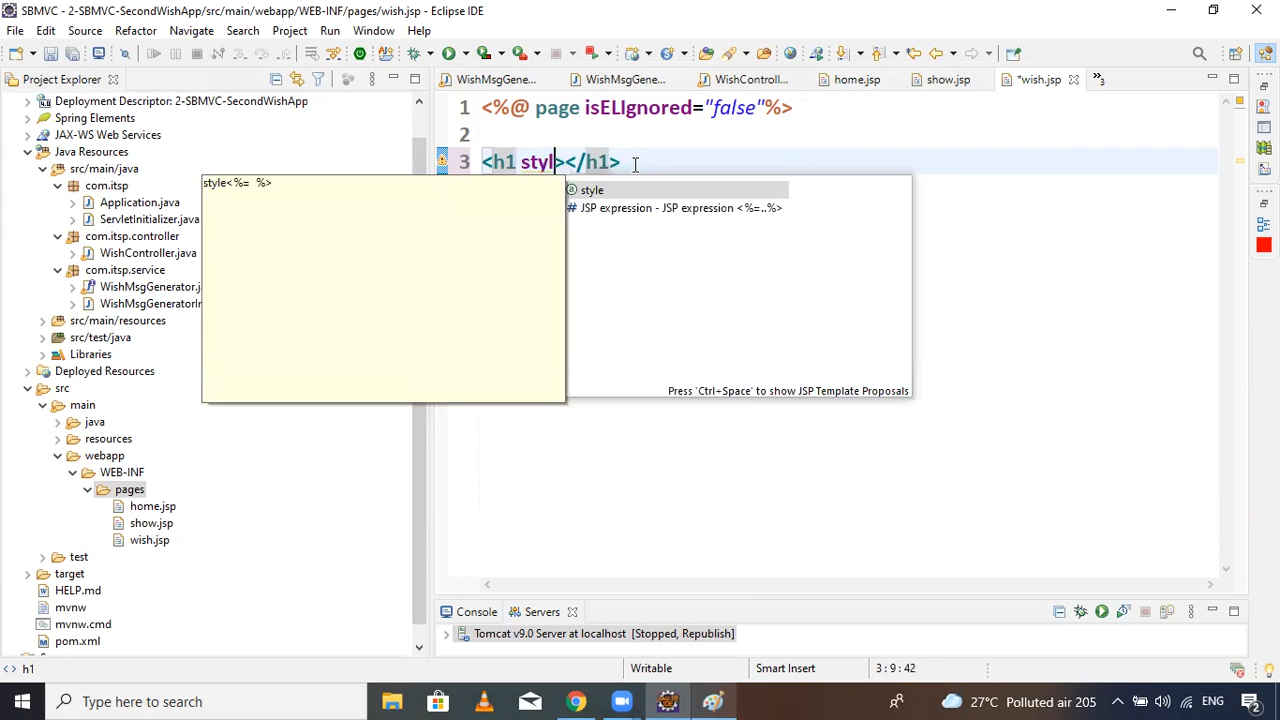 SBMVC - 2-SBMVC-SecondWishApp/src/main/webapp/WEB-INF/pages/wish.jsp - Eclipse IDE
File Edit Source Refactor Navigate Search Project Run Window Help
Project Explorer
WishMsgGene...
WishMsgGene...
WishControll...
home.jsp
show.jsp
*wish.jsp
»3
Deployment Descriptor: 2-SBMVC-SecondWishApp
Spring Elements
JAX-WS Web Services
Java Resources
src/main/java
com.itsp
Application.java
ServletInitializer.java
com.itsp.controller
WishController.java
com.itsp.service
WishMsgGenerator.j
WishMsgGeneratorIr
src/main/resources
src/test/java
Libraries
Deployed Resources
src
main
java
resources
webapp
WEB-INF
pages
home.jsp
show.jsp
wish.jsp
test
target
HELP.md
mvnw
mvnw.cmd
pom.xml
1 <%@ page isELIgnored="false"%>
2
3 <h1 styl></h1>
style<%= %>
style
JSP expression - JSP expression <%=..%>
Press 'Ctrl+Space' to show JSP Template Proposals
Console Servers
Tomcat v9.0 Server at localhost [Stopped, Republish]
h1
Writable
Smart Insert
3 : 9 : 42
Type here to search
27°C Polluted air 205
ENG
2